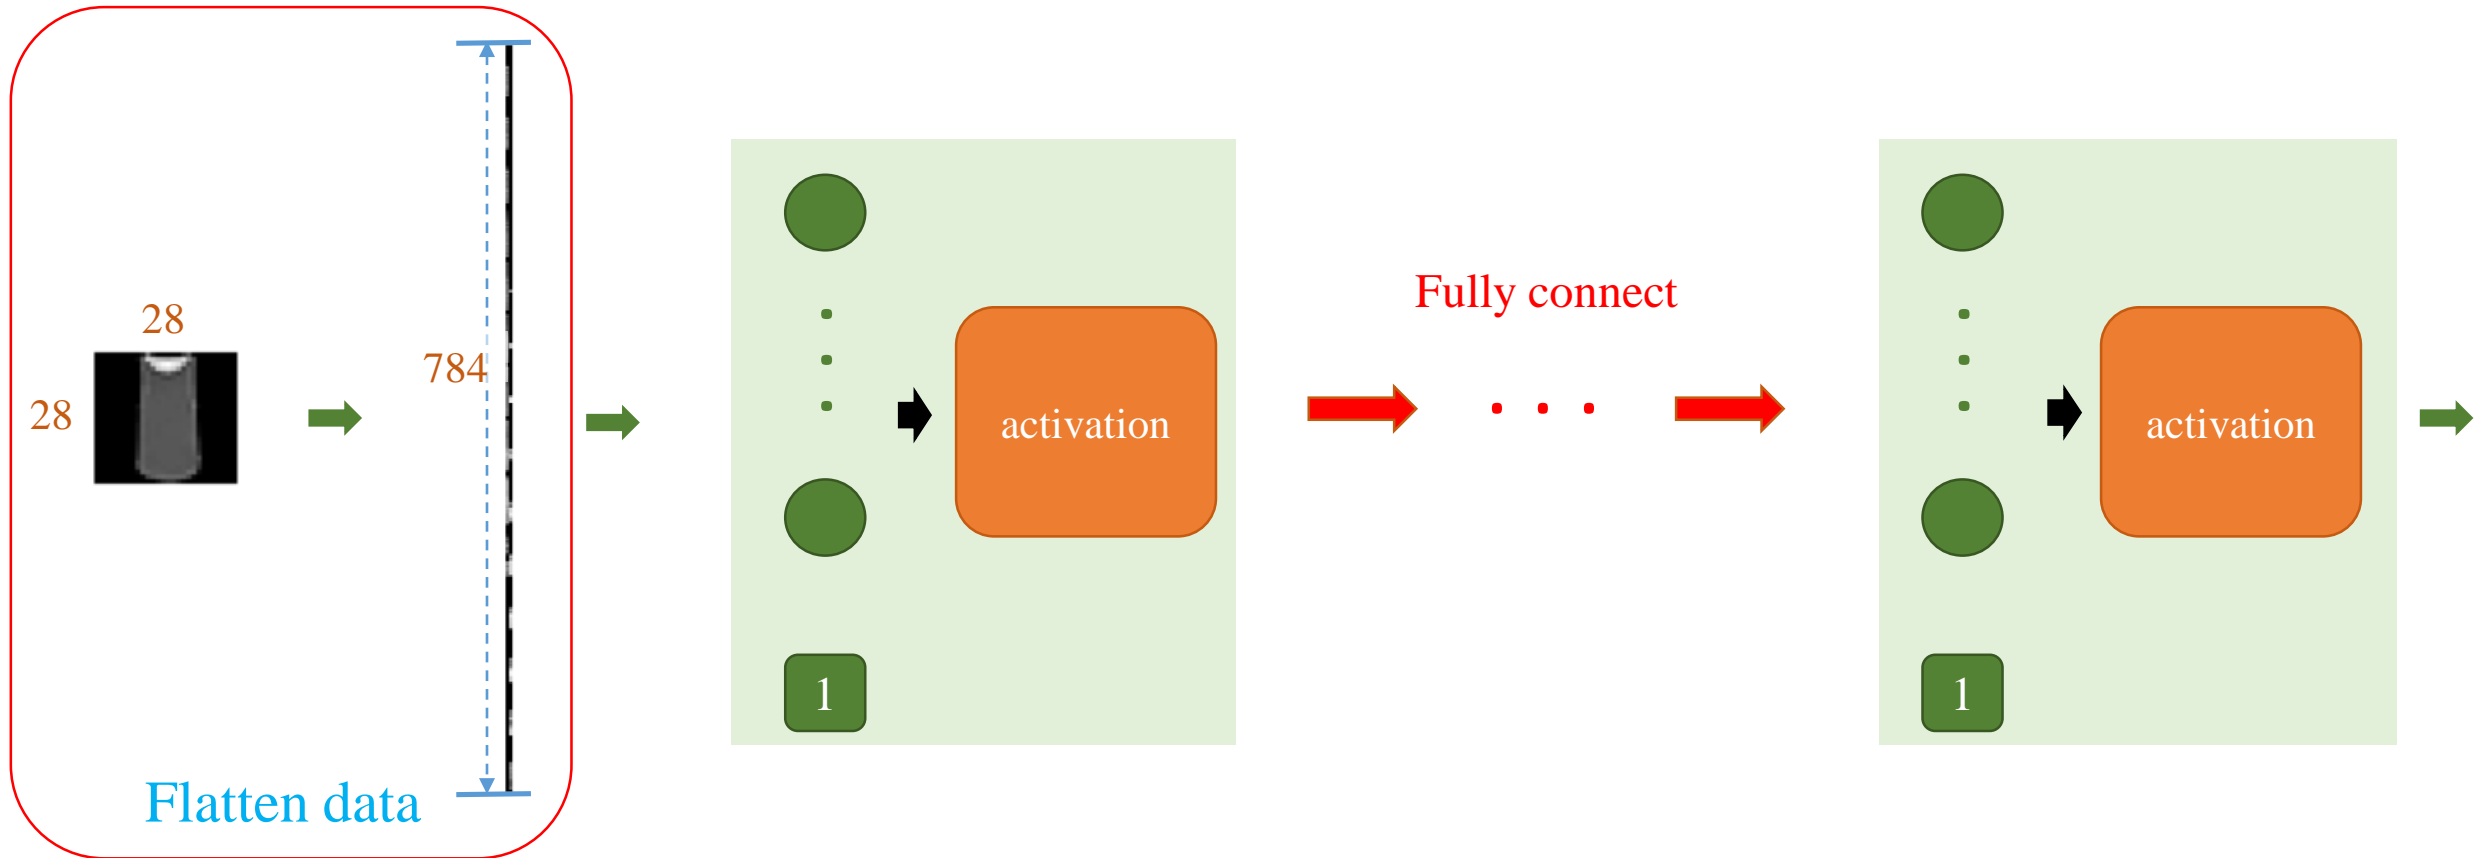 28
28
784
Flatten data
activation
1
Fully connect
activation
1